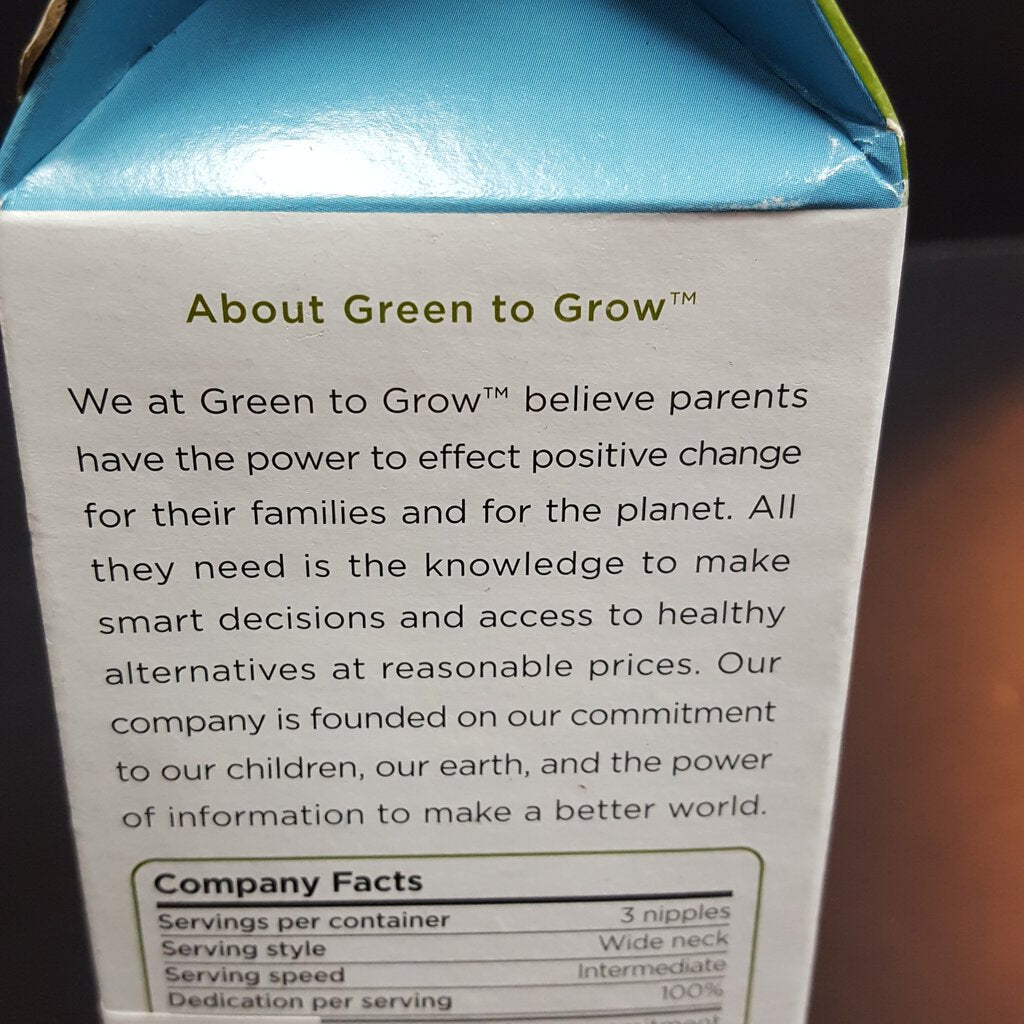 About Green to Grow™
We at Green to Grow™ believe parents
have the power to effect positive change
for their families and for the planet. All
they need is the knowledge to make
smart decisions and access to healthy
alternatives at reasonable prices. Our
company is founded on our commitment
to our children, our earth, and the power
of information to make a better world.
Company Facts
Servings per container 3 nipples
Serving style Wide neck
Serving speed Intermediate
Dedication per serving 100%